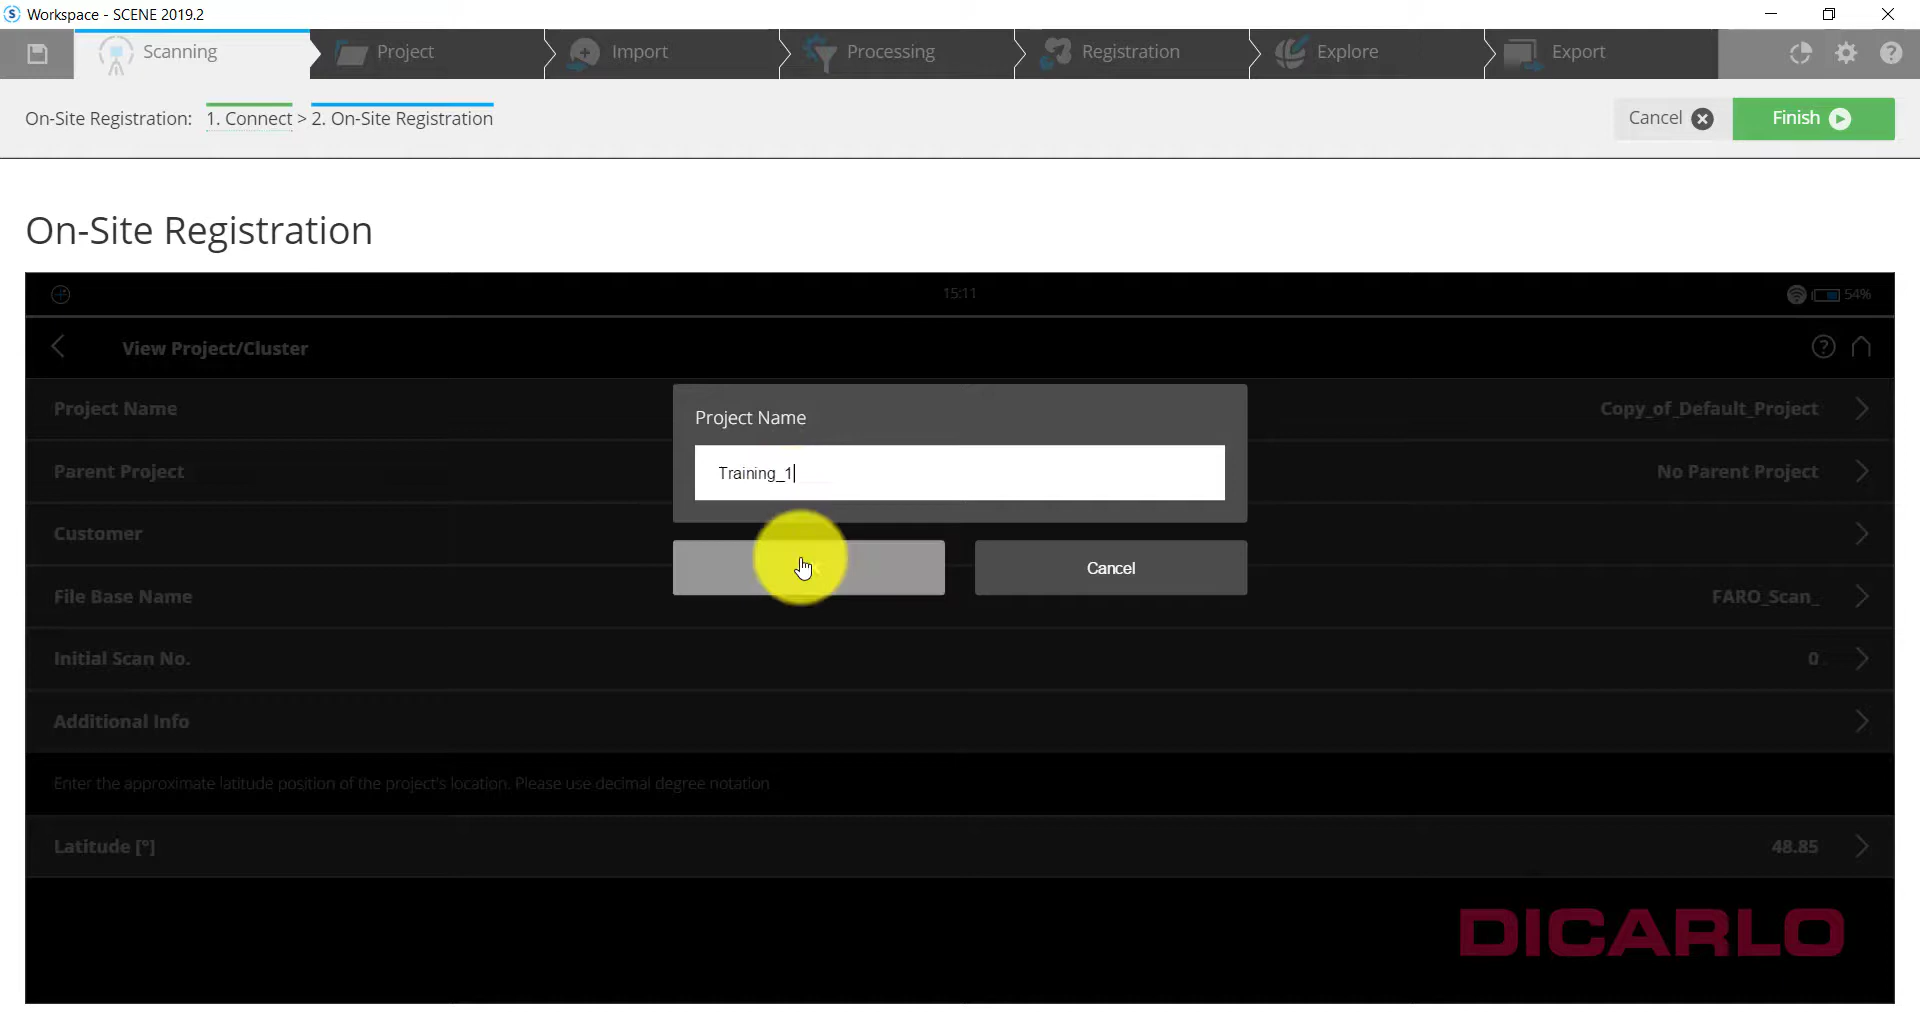 Workspace - SCENE 2019.2
Scanning
Project
Import
Processing
Registration
Explore
Export
On-Site Registration: 1. Connect > 2. On-Site Registration
Cancel
Finish
On-Site Registration
15:11
54%
View Project/Cluster
Project Name
Copy_of_Default_Project
Project Name
Training_1
Parent Project
No Parent Project
Customer
Cancel
File Base Name
FARO_Scan_
Initial Scan No.
0
Additional Info
Enter the approximate latitude position of the project's location. Please use decimal degree notation
Latitude [°]
48.85
DICARLO